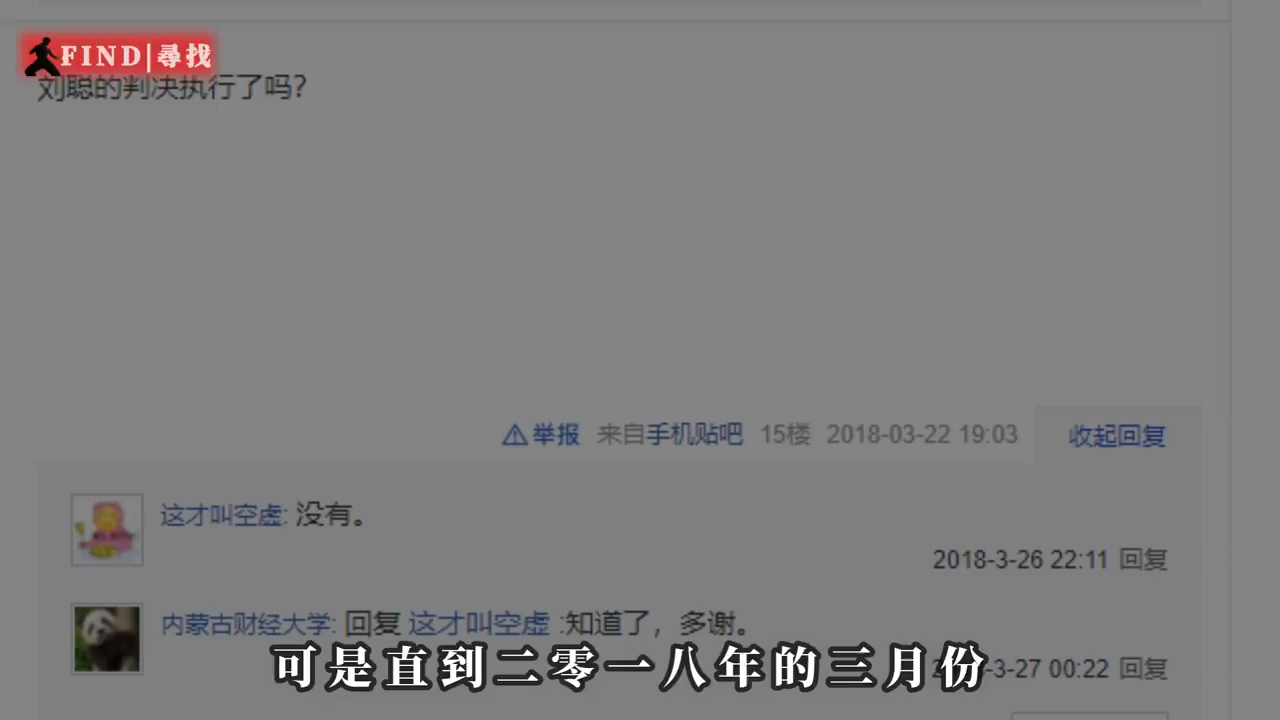 FIND|尋找
刘聪的判决执行了吗?
举报 来自手机贴吧 15楼 2018-03-22 19:03 收起回复
这才叫空虚: 没有。
2018-3-26 22:11 回复
内蒙古财经大学: 回复 这才叫空虚 :知道了，多谢。
-3-27 00:22 回复
可是直到二零一八年的三月份